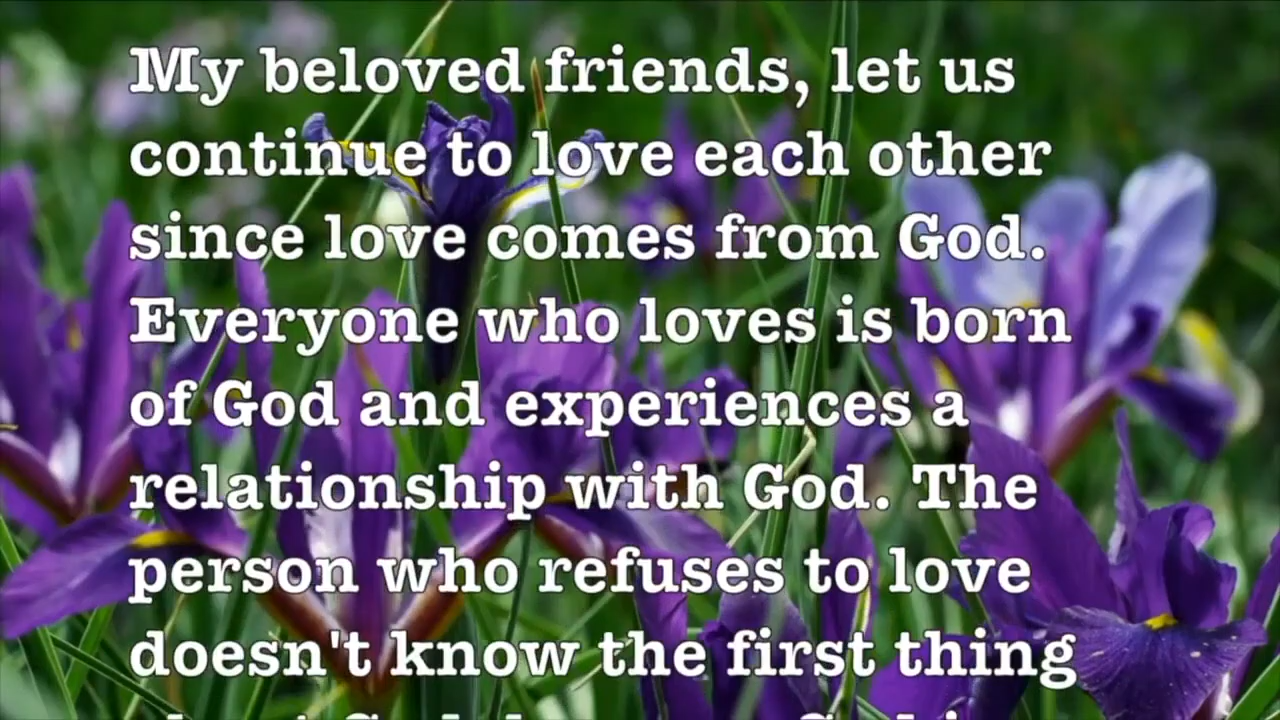 My beloved friends, let us
continue to love each other
since love comes from God.
Everyone who loves is born
of God and experiences a
relationship with God. The
person who refuses to love
doesn't know the first thing